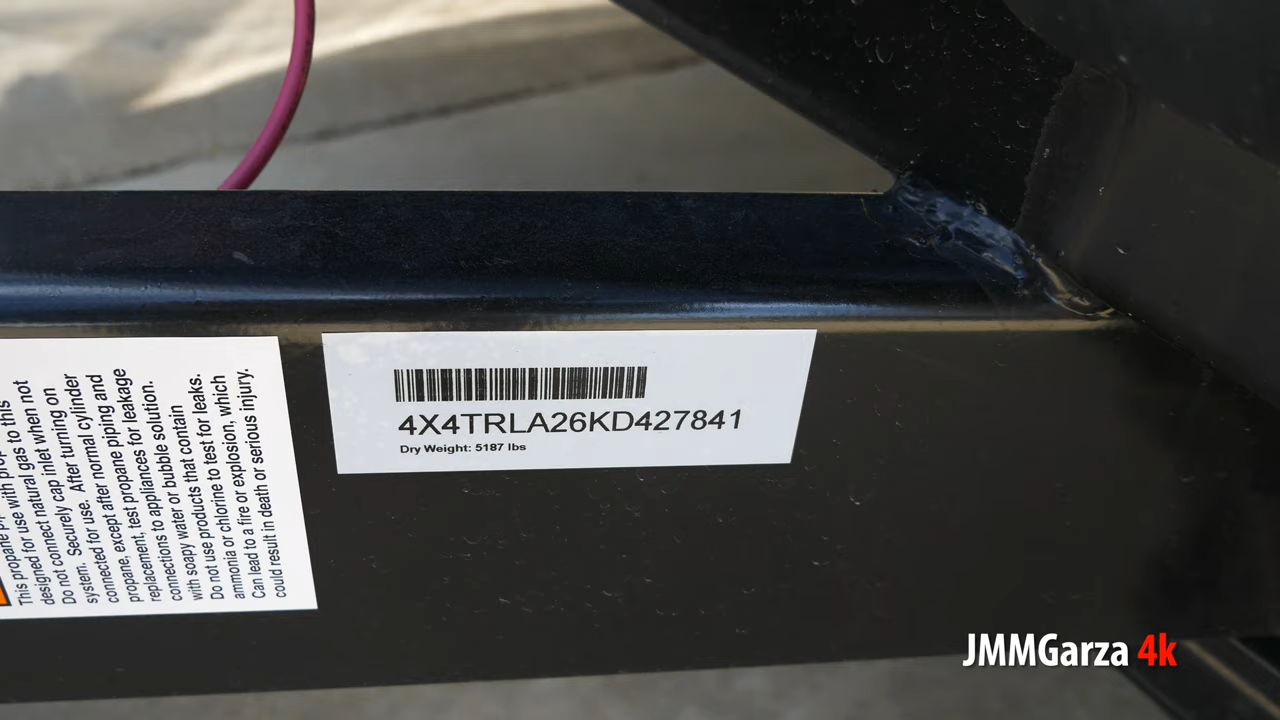 This propane p
designed for use with prop
Do not connect natural gas to this
system. Securely cap inlet when not
connected for use. After turning on
propane, except after normal cylinder
replacement, test propane piping and
connections to appliances for leakage
with soapy water or bubble solution.
Do not use products that contain
ammonia or chlorine to test for leaks.
Can lead to a fire or explosion, which
could result in death or serious injury.
4X4TRLA26KD427841
Dry Weight: 5187 lbs
JMMGarza 4k